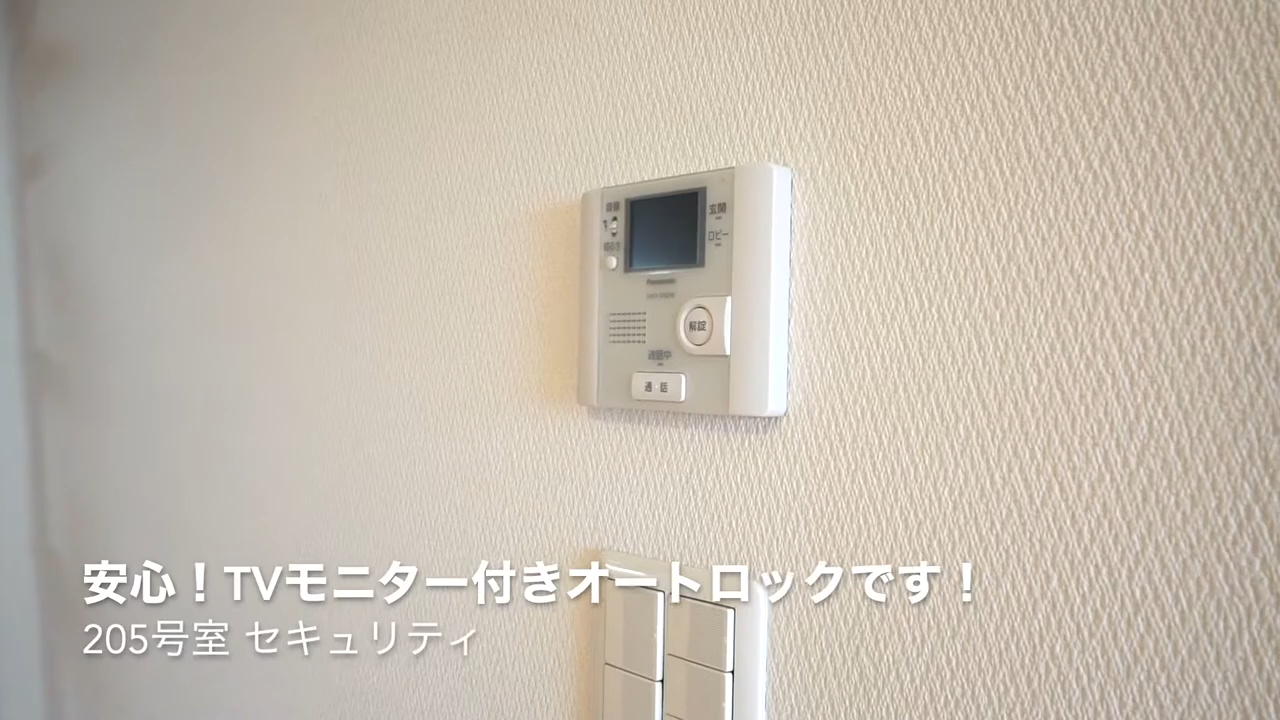 玄関
ロビー
Panasonic
解錠
通話中
通話
安心！TVモニター付きオートロックです！
205号室 セキュリティ